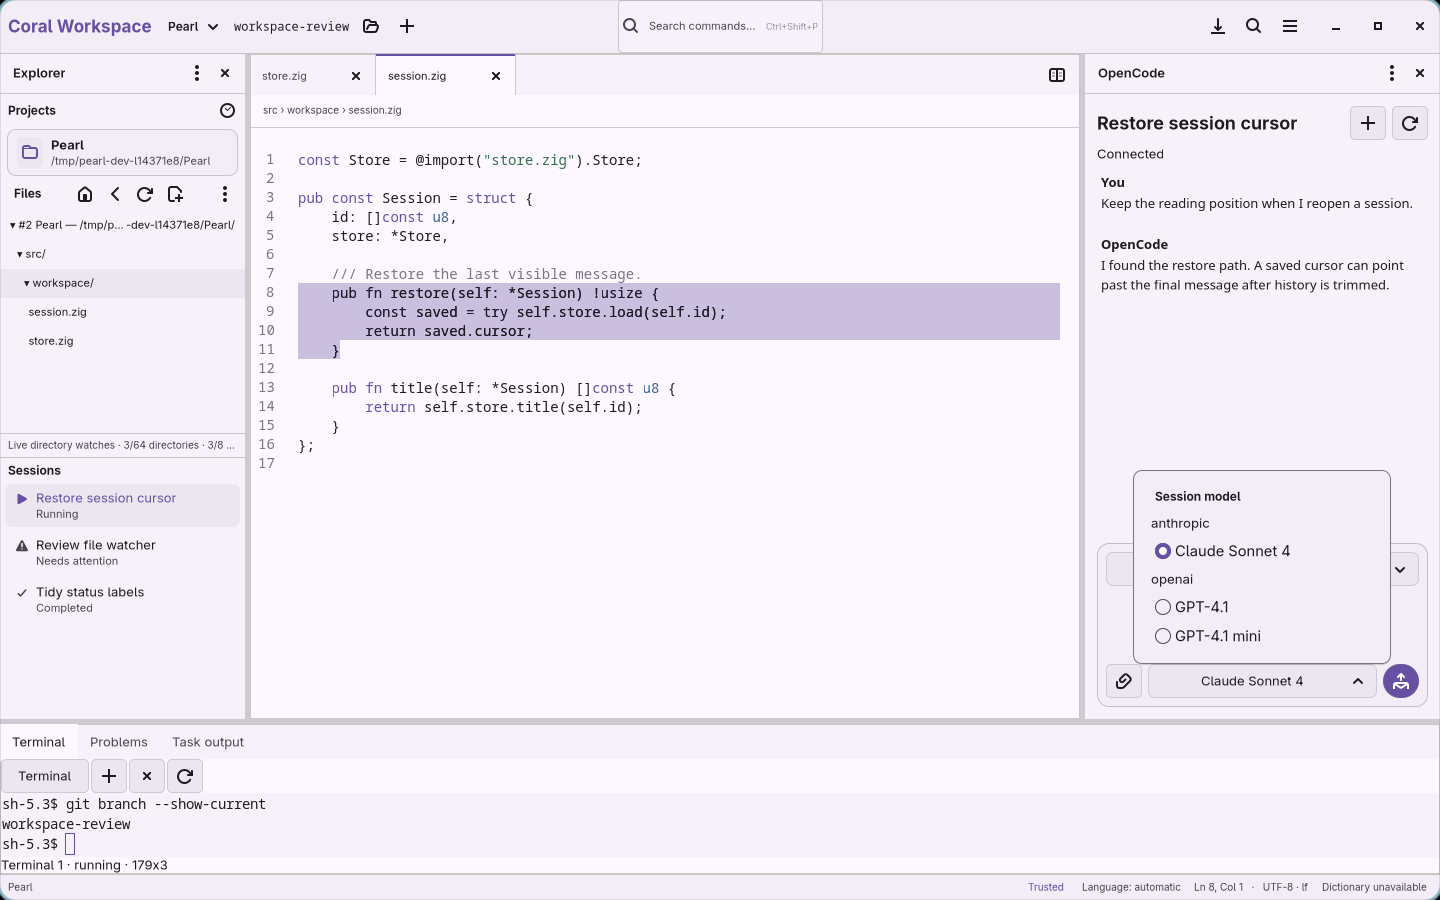 Coral Workspace
Pearl
workspace-review
Search commands...
Ctrl+Shift+P
Explorer
Projects
Pearl
/tmp/pearl-dev-l14371e8/Pearl
Files
#2 Pearl — /tmp/p... -dev-l14371e8/Pearl/
src/
workspace/
session.zig
store.zig
Live directory watches · 3/64 directories · 3/8 ...
Sessions
Restore session cursor
Running
Review file watcher
Needs attention
Tidy status labels
Completed
store.zig
session.zig
src › workspace › session.zig
1 const Store = @import("store.zig").Store;
2
3 pub const Session = struct {
4     id: []const u8,
5     store: *Store,
6
7     /// Restore the last visible message.
8     pub fn restore(self: *Session) !usize {
9         const saved = try self.store.load(self.id);
10         return saved.cursor;
11     }
12
13     pub fn title(self: *Session) []const u8 {
14         return self.store.title(self.id);
15     }
16 };
17
OpenCode
Restore session cursor
Connected
You
Keep the reading position when I reopen a session.
OpenCode
I found the restore path. A saved cursor can point
past the final message after history is trimmed.
Session model
anthropic
Claude Sonnet 4
openai
GPT-4.1
GPT-4.1 mini
Claude Sonnet 4
Terminal
Problems
Task output
Terminal
sh-5.3$ git branch --show-current
workspace-review
sh-5.3$
Terminal 1 · running · 179x3
Pearl
Trusted
Language: automatic
Ln 8, Col 1 · UTF-8 · lf
Dictionary unavailable